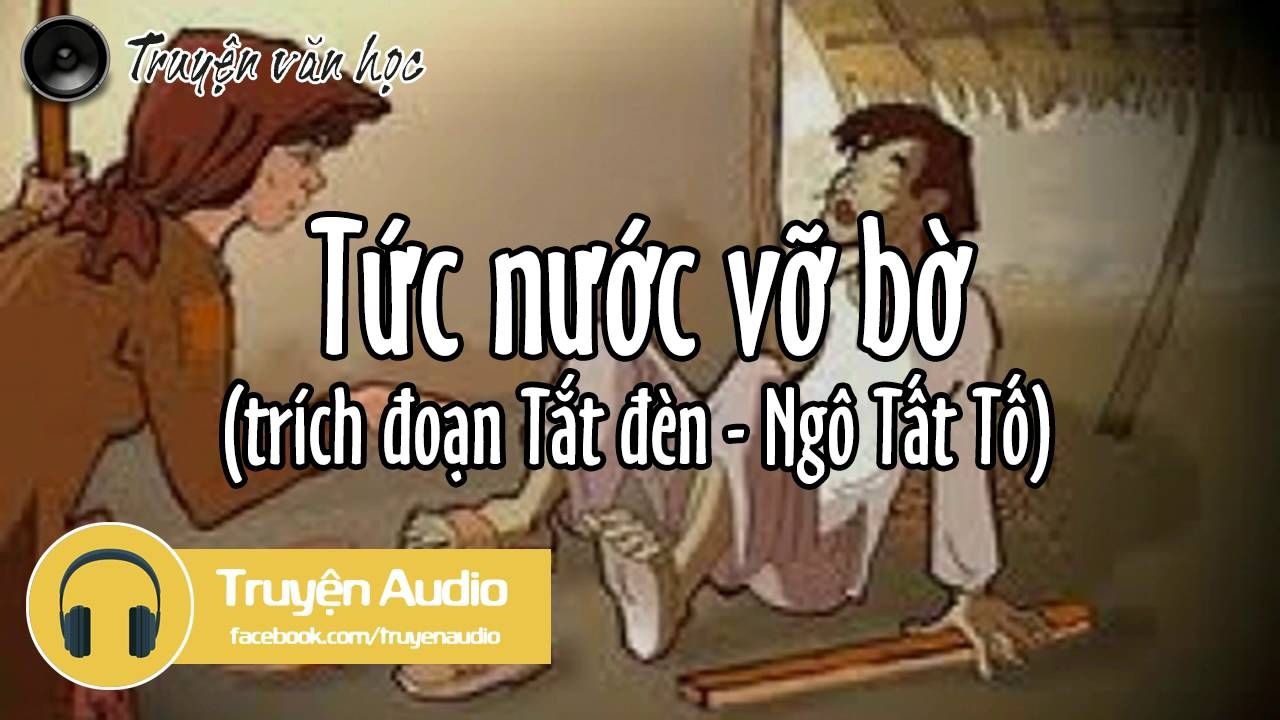 Truyện văn học
Tức nước vỡ bờ
(trích đoạn Tắt đèn - Ngô Tất Tố)
Truyện Audio
facebook.com/truyenaudio